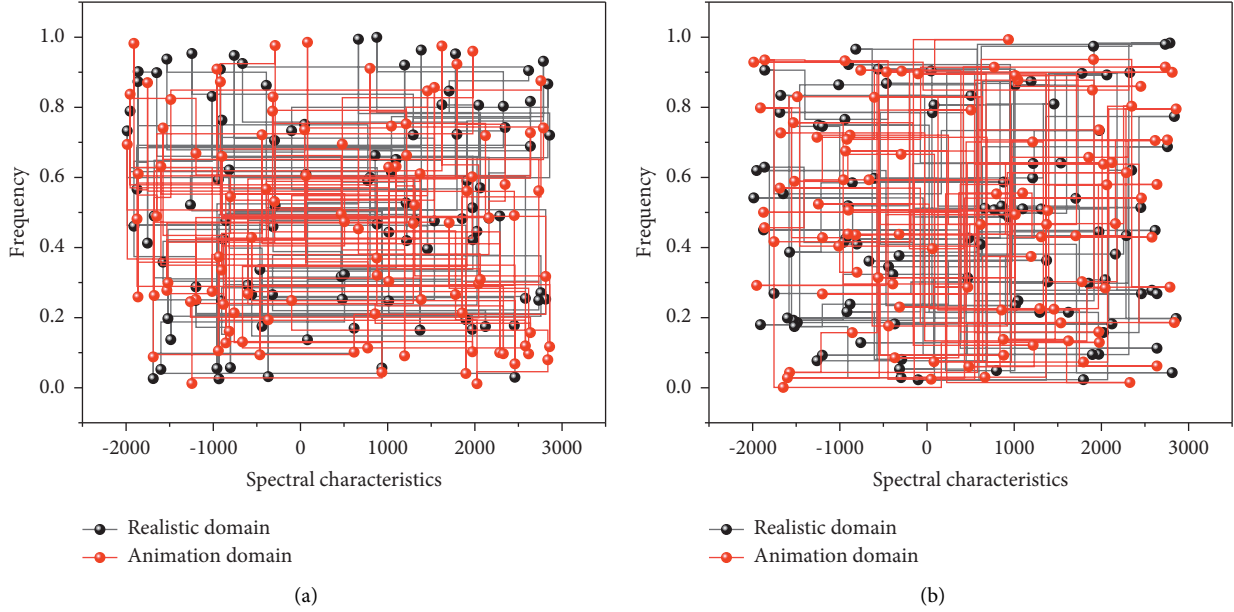 1.0
0.8
0.6
0.4
0.2
0.0
Frequency
-2000 -1000 0 1000 2000 3000
Spectral characteristics
Realistic domain
Animation domain
(a)
1.0
0.8
0.6
0.4
0.2
0.0
Frequency
-2000 -1000 0 1000 2000 3000
Spectral characteristics
Realistic domain
Animation domain
(b)